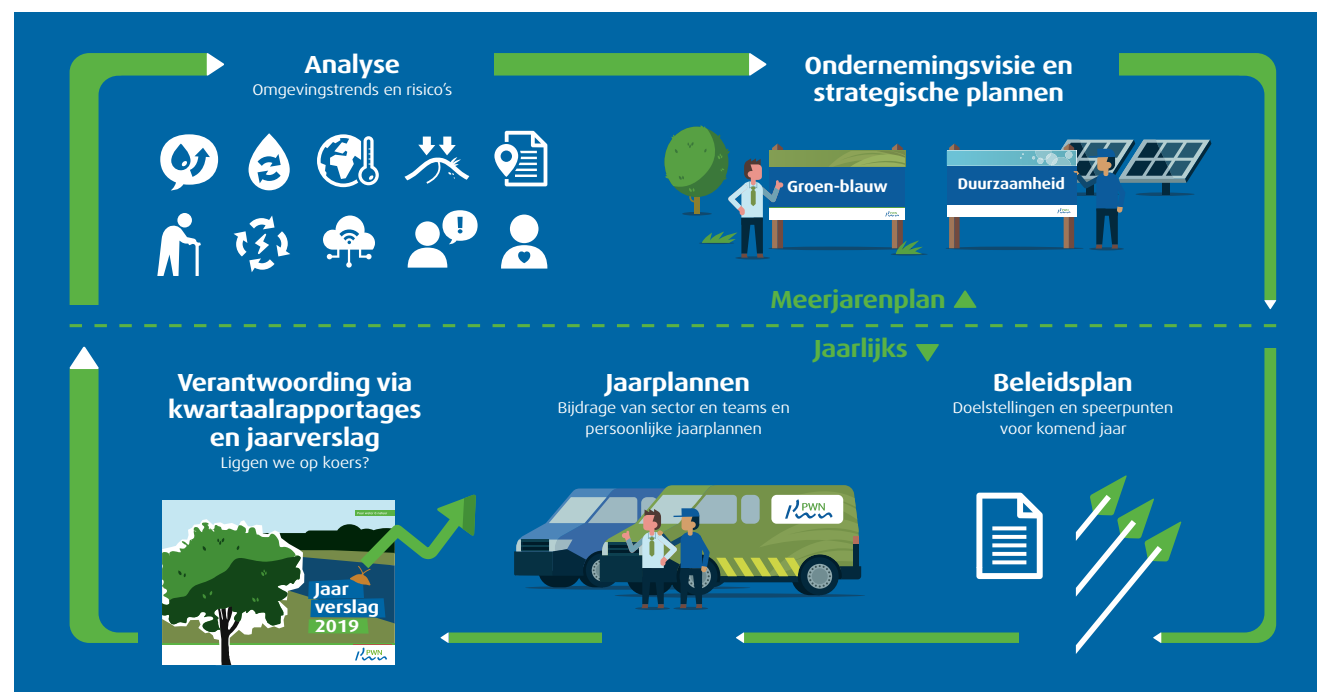 Analyse
Omgevingstrends en risico's
Ondernemingsvisie en
strategische plannen
Groen-blauw
Duurzaamheid
Meerjarenplan
Jaarlijks
Verantwoording via
kwartaalrapportages
en jaarverslag
Liggen we op koers?
Jaar
verslag
2019
PWN
Jaarplannen
Bijdrage van sector en teams en
persoonlijke jaarplannen
PWN
Beleidsplan
Doelstellingen en speerpunten
voor komend jaar